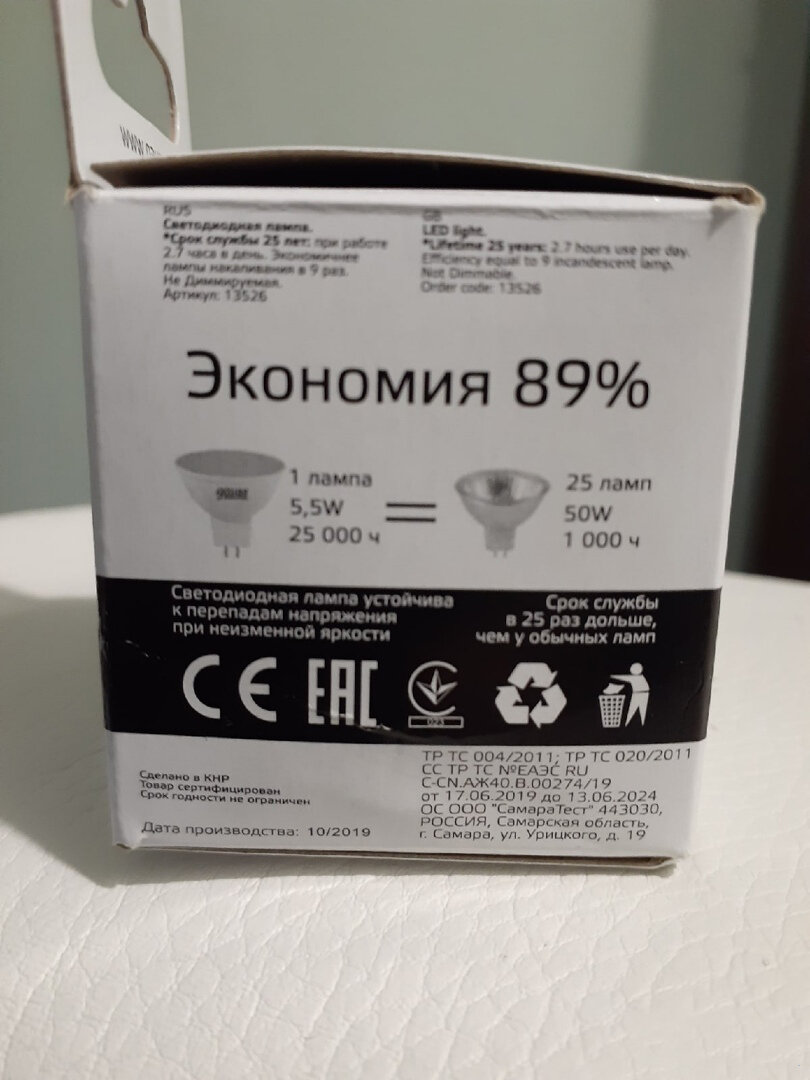 www.
RUS
Светодиодная лампа.
*Срок службы 25 лет: при работе
2.7 часа в день. Экономичнее
лампы накаливания в 9 раз.
Не Диммируемая.
Артикул: 13526
GB
LED light.
*Lifetime 25 years: 2.7 hours use per day.
Efficiency equal to 9 incandescent lamp.
Not Dimmable.
Order code: 13526
Экономия 89%
gauss
1 лампа
5,5W
25 000 ч
=
25 ламп
50W
1 000 ч
Светодиодная лампа устойчива
к перепадам напряжения
при неизменной яркости
Срок службы
в 25 раз дольше,
чем у обычных ламп
CE EAC
023
Сделано в КНР
Товар сертифицирован
Срок годности не ограничен
Дата производства: 10/2019
ТР ТС 004/2011; ТР ТС 020/2011
СС ТР ТС №ЕАЭС RU
С-CN.АЖ40.В.00274/19
от 17.06.2019 до 13.06.2024
ОС ООО "СамараТест" 443030,
РОССИЯ, Самарская область,
г. Самара, ул. Урицкого, д. 19